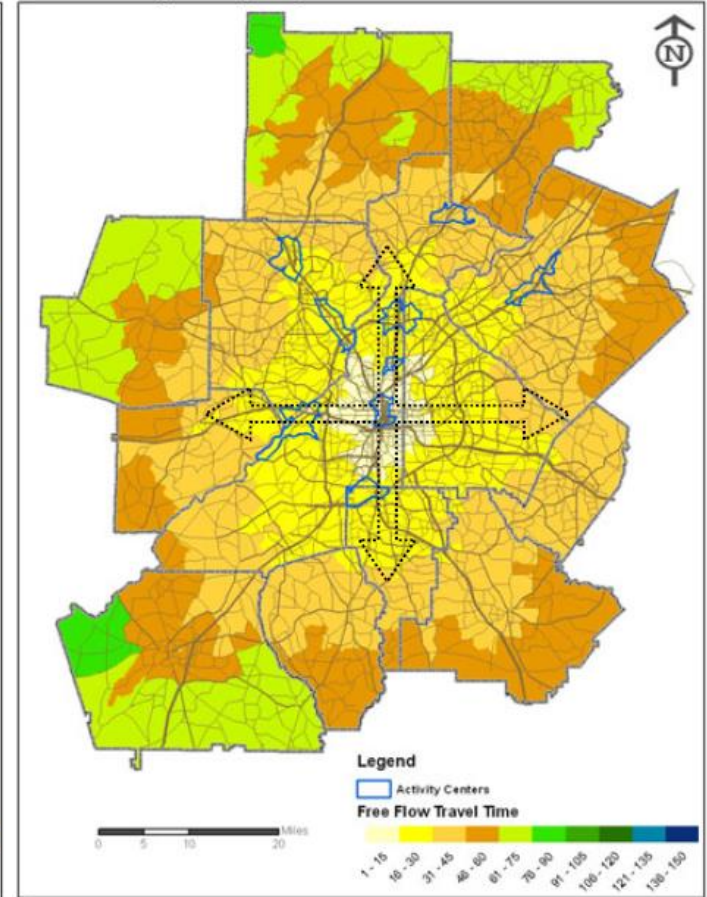 N
Legend
Activity Centers
Free Flow Travel Time
Miles
0 5 10 20
1 - 15 16 - 30 31 - 45 46 - 60 61 - 75 76 - 90 91 - 105 106 - 120 121 - 135 136 - 150